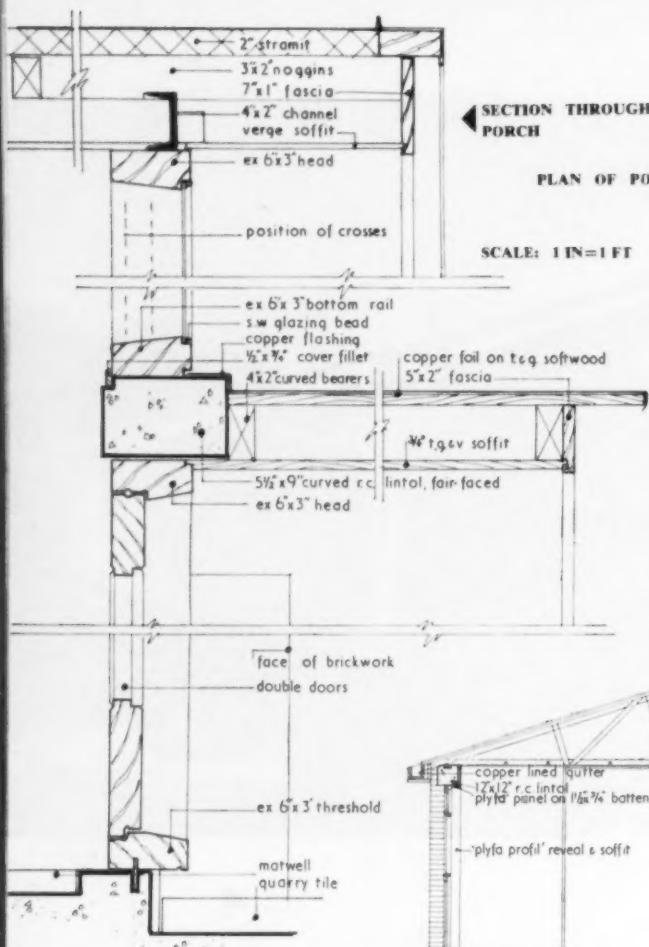 2" stramit
3"x2" noggins
7"x1" fascia
4"x2" channel
verge soffit
ex 6"x3" head
SECTION THROUGH
PORCH
PLAN OF PO
position of crosses
SCALE: 1 IN=1 FT
ex 6"x3" bottom rail
s.w glazing bead
copper flashing
½"x¾" cover fillet
4"x2" curved bearers
copper foil on t&g softwood
5"x2" fascia
¾" t.g&v soffit
5½"x9" curved r.c. lintol, fair-faced
ex 6"x3" head
face of brickwork
double doors
ex 6"x3" threshold
matwell
quarry tile
copper lined gutter
12"x12" r.c. lintol
plyfa panel on 1½"x¾" batten
'plyfa profil' reveal & soffit